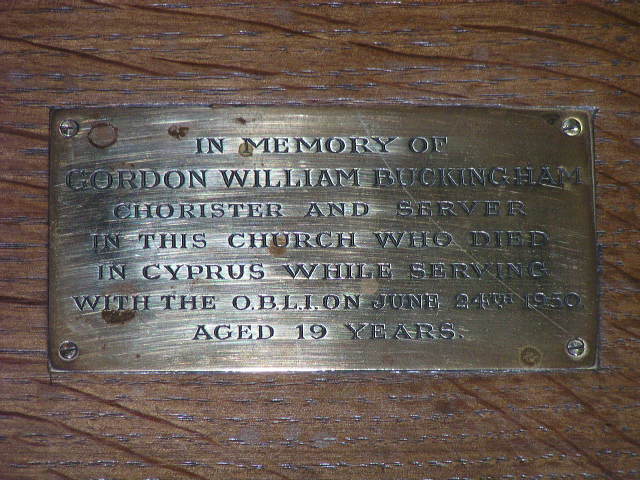 IN MEMORY OF
GORDON WILLIAM BUCKINGHAM
CHORISTER AND SERVER
IN THIS CHURCH WHO DIED
IN CYPRUS WHILE SERVING
WITH THE O.B.L.I. ON JUNE 24TH 1950.
AGED 19 YEARS.